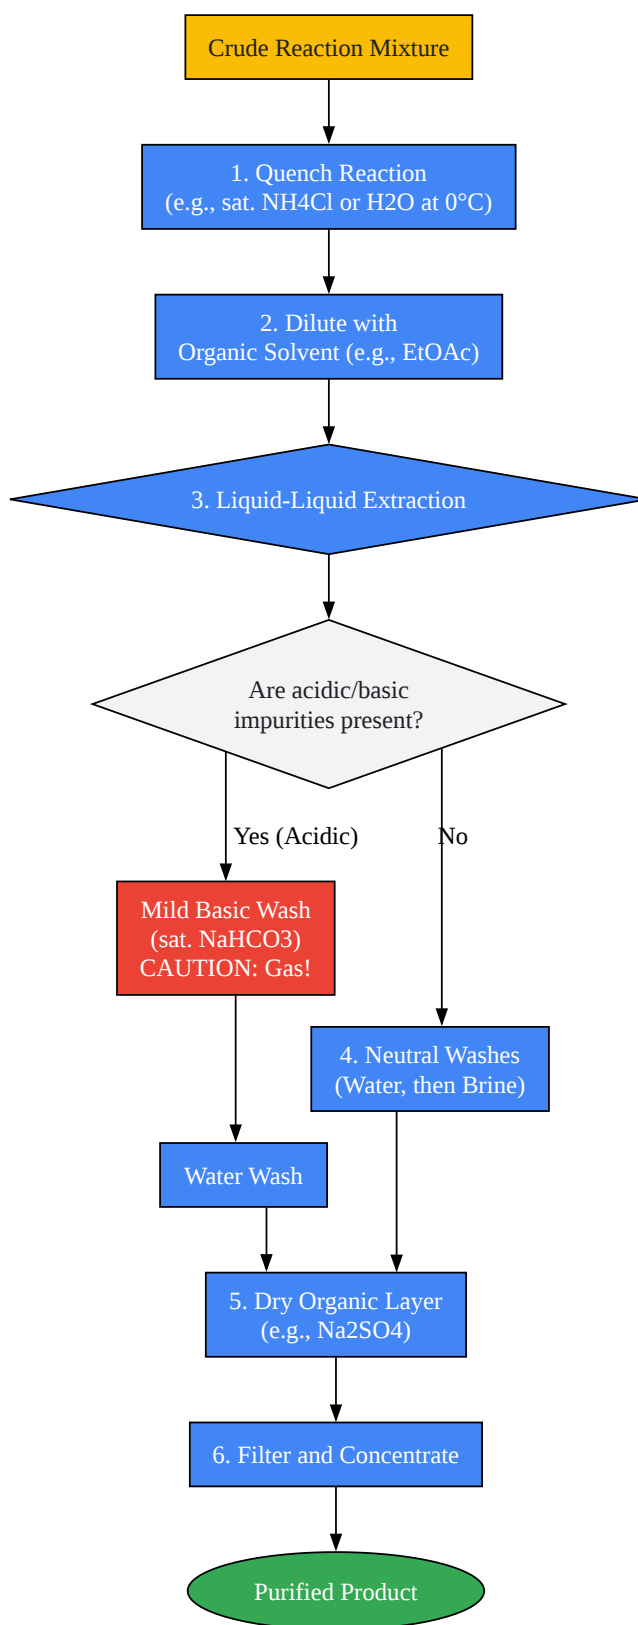 Crude Reaction Mixture
1. Quench Reaction
(e.g., sat. NH4Cl or H2O at 0°C)
2. Dilute with
Organic Solvent (e.g., EtOAc)
3. Liquid-Liquid Extraction
Are acidic/basic
impurities present?
Yes (Acidic)
No
Mild Basic Wash
(sat. NaHCO3)
CAUTION: Gas!
4. Neutral Washes
(Water, then Brine)
Water Wash
5. Dry Organic Layer
(e.g., Na2SO4)
6. Filter and Concentrate
Purified Product